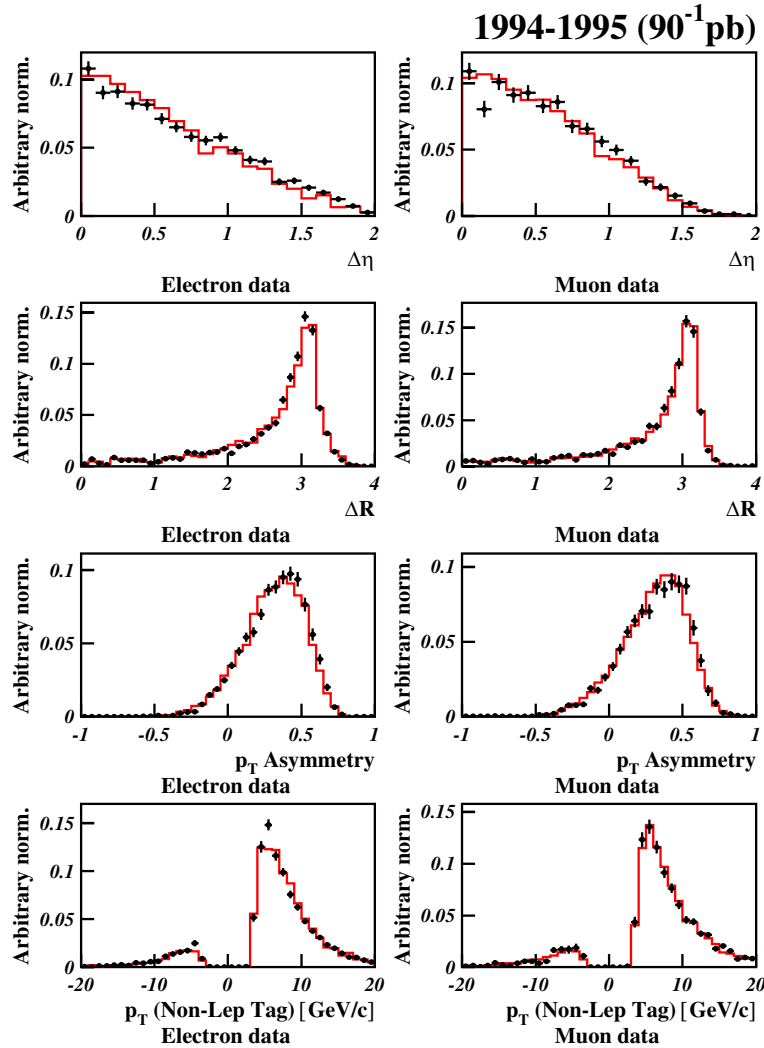 1994-1995 (90⁻¹pb)
Arbitrary norm.
0.1
0.05
0
0 0.5 1 1.5 2
Δη
Electron data
Arbitrary norm.
0.1
0.05
0
0 0.5 1 1.5 2
Δη
Muon data
Arbitrary norm.
0.15
0.1
0.05
0
0 1 2 3 4
ΔR
Electron data
Arbitrary norm.
0.15
0.1
0.05
0
0 1 2 3 4
ΔR
Muon data
Arbitrary norm.
0.1
0.05
0
-1 -0.5 0 0.5 1
p_T Asymmetry
Electron data
Arbitrary norm.
0.1
0.05
0
-1 -0.5 0 0.5 1
p_T Asymmetry
Muon data
Arbitrary norm.
0.15
0.1
0.05
0
-20 -10 0 10 20
p_T (Non-Lep Tag) [GeV/c]
Electron data
Arbitrary norm.
0.15
0.1
0.05
0
-20 -10 0 10 20
p_T (Non-Lep Tag) [GeV/c]
Muon data